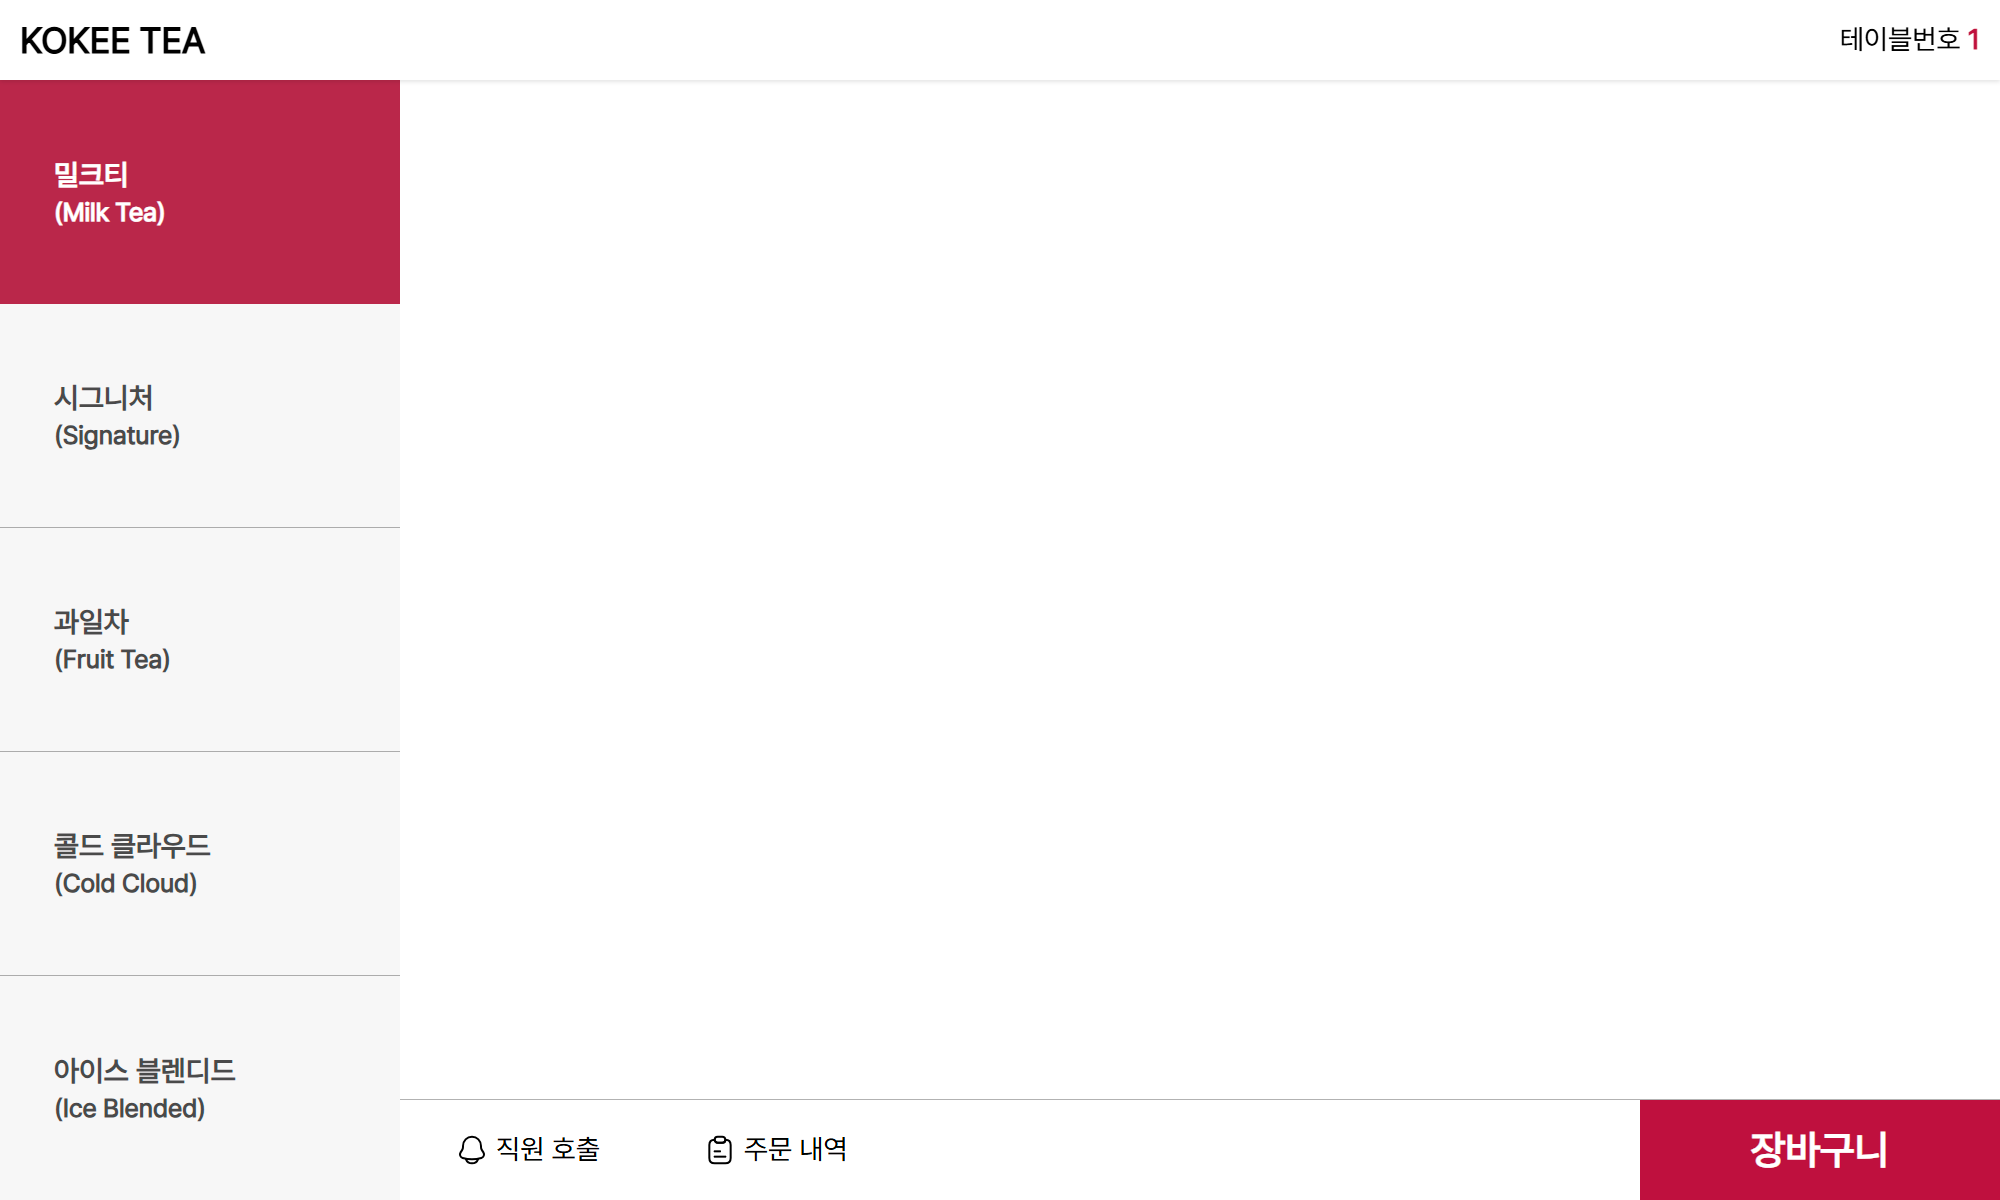 KOKEE TEA
테이블번호 1
밀크티
(Milk Tea)
시그니처
(Signature)
과일차
(Fruit Tea)
콜드 클라우드
(Cold Cloud)
아이스 블렌디드
(Ice Blended)
직원 호출
주문 내역
장바구니